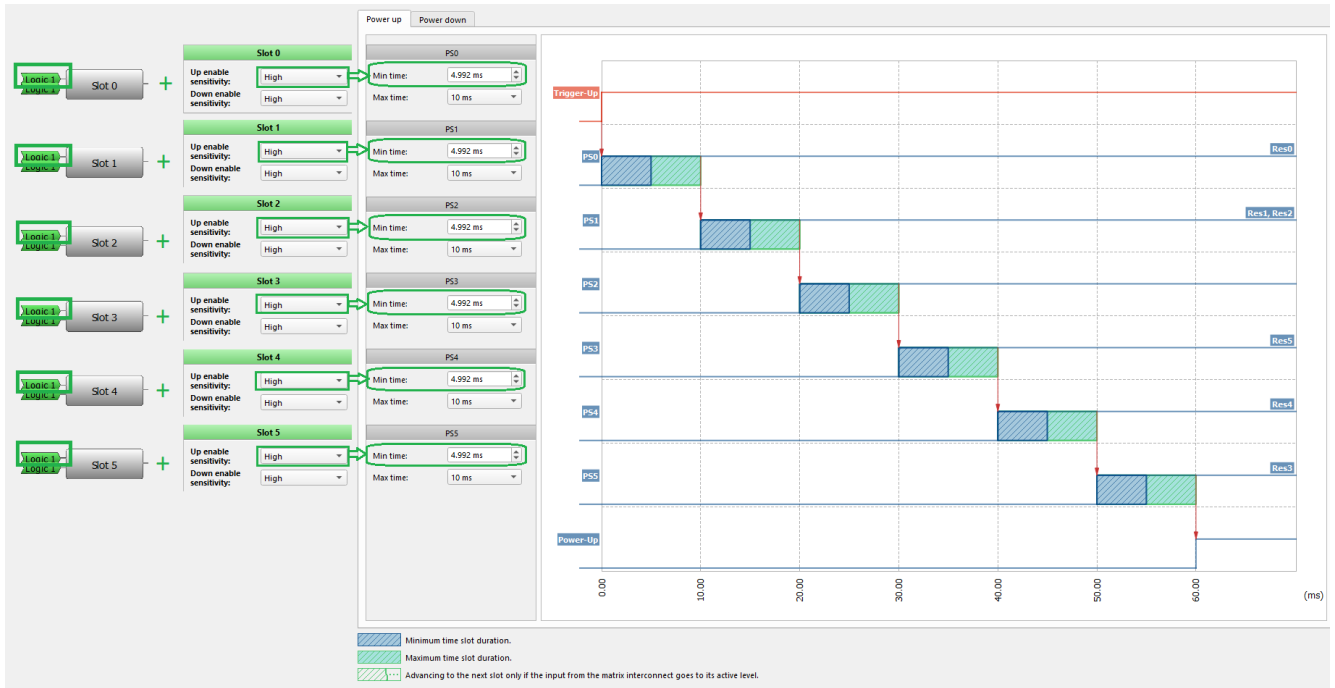 Power up
Power down
Logic 1
Logic 1
Slot 0
+
Slot 0
Up enable sensitivity:
High
Down enable sensitivity:
High
PS0
Min time:
4.992 ms
Max time:
10 ms
Logic 1
Logic 1
Slot 1
+
Slot 1
Up enable sensitivity:
High
Down enable sensitivity:
High
PS1
Min time:
4.992 ms
Max time:
10 ms
Logic 1
Logic 1
Slot 2
+
Slot 2
Up enable sensitivity:
High
Down enable sensitivity:
High
PS2
Min time:
4.992 ms
Max time:
10 ms
Logic 1
Logic 1
Slot 3
+
Slot 3
Up enable sensitivity:
High
Down enable sensitivity:
High
PS3
Min time:
4.992 ms
Max time:
10 ms
Logic 1
Logic 1
Slot 4
+
Slot 4
Up enable sensitivity:
High
Down enable sensitivity:
High
PS4
Min time:
4.992 ms
Max time:
10 ms
Logic 1
Logic 1
Slot 5
+
Slot 5
Up enable sensitivity:
High
Down enable sensitivity:
High
PS5
Min time:
4.992 ms
Max time:
10 ms
Trigger-Up
PS0
Res0
PS1
Res1, Res2
PS2
PS3
Res5
PS4
Res4
PS5
Res3
Power-Up
0.00
10.00
20.00
30.00
40.00
50.00
60.00
(ms)
Minimum time slot duration.
Maximum time slot duration.
Advancing to the next slot only if the input from the matrix interconnect goes to its active level.